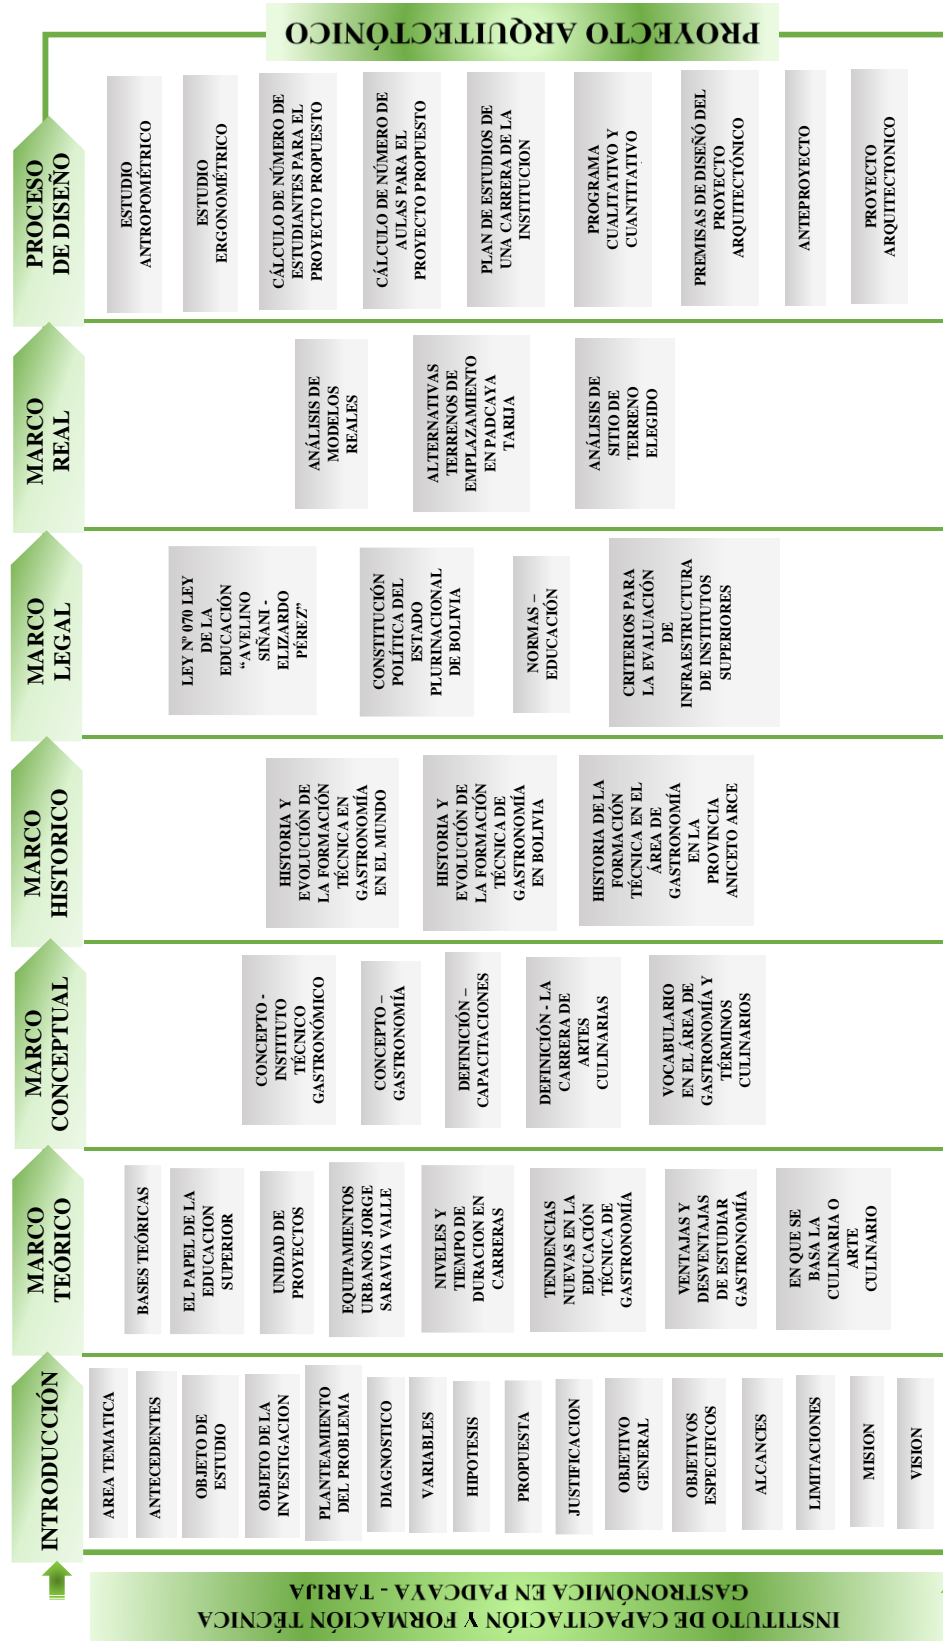 INSTITUTO DE CAPACITACIÓN Y FORMACIÓN TÉCNICA
GASTRONÓMICA EN PADCAYA - TARIJA
INTRODUCCIÓN
AREA TEMATICA
ANTECEDENTES
OBJETO DE
ESTUDIO
OBJETO DE LA
INVESTIGACION
PLANTEAMIENTO
DEL PROBLEMA
DIAGNOSTICO
VARIABLES
HIPOTESIS
PROPUESTA
JUSTIFICACION
OBJETIVO
GENERAL
OBJETIVOS
ESPECIFICOS
ALCANCES
LIMITACIONES
MISION
VISION
MARCO
TEÓRICO
BASES TEÓRICAS
EL PAPEL DE LA
EDUCACION
SUPERIOR
UNIDAD DE
PROYECTOS
EQUIPAMIENTOS
URBANOS JORGE
SARAVIA VALLE
NIVELES Y
TIEMPO DE
DURACION EN
CARRERAS
TENDENCIAS
NUEVAS EN LA
EDUCACIÓN
TÉCNICA DE
GASTRONOMÍA
VENTAJAS Y
DESVENTAJAS
DE ESTUDIAR
GASTRONOMÍA
EN QUE SE
BASA LA
CULINARIA O
ARTE
CULINARIO
MARCO
CONCEPTUAL
CONCEPTO -
INSTITUTO
TÉCNICO
GASTRONÓMICO
CONCEPTO –
GASTRONOMÍA
DEFINICIÓN –
CAPACITACIONES
DEFINICIÓN - LA
CARRERA DE
ARTES
CULINARIAS
VOCABULARIO
EN EL ÁREA DE
GASTRONOMÍA Y
TÉRMINOS
CULINARIOS
MARCO
HISTORICO
HISTORIA Y
EVOLUCIÓN DE
LA FORMACIÓN
TÉCNICA EN
GASTRONOMÍA
EN EL MUNDO
HISTORIA Y
EVOLUCIÓN DE
LA FORMACIÓN
TÉCNICA DE
GASTRONOMÍA
EN BOLIVIA
HISTORIA DE LA
FORMACIÓN
TÉCNICA EN EL
ÁREA DE
GASTRONOMÍA
EN LA
PROVINCIA
ANICETO ARCE
MARCO
LEGAL
LEY Nº 070 LEY
DE LA
EDUCACIÓN
“AVELINO
SIÑANI -
ELIZARDO
PÉREZ”
CONSTITUCIÓN
POLÍTICA DEL
ESTADO
PLURINACIONAL
DE BOLIVIA
NORMAS –
EDUCACIÓN
CRITERIOS PARA
LA EVALUACIÓN
DE
INFRAESTRUCTURA
DE INSTITUTOS
SUPERIORES
MARCO
REAL
ANÁLISIS DE
MODELOS
REALES
ALTERNATIVAS
TERRENOS DE
EMPLAZAMIENTO
EN PADCAYA
TARIJA
ANÁLISIS DE
SITIO DE
TERRENO
ELEGIDO
PROCESO
DE DISEÑO
ESTUDIO
ANTROPOMÉTRICO
ESTUDIO
ERGONOMÉTRICO
CÁLCULO DE NÚMERO DE
ESTUDIANTES PARA EL
PROYECTO PROPUESTO
CÁLCULO DE NÚMERO DE
AULAS PARA EL
PROYECTO PROPUESTO
PLAN DE ESTUDIOS DE
UNA CARRERA DE LA
INSTITUCION
PROGRAMA
CUALITATIVO Y
CUANTITATIVO
PREMISAS DE DISEÑÓ DEL
PROYECTO
ARQUITECTÓNICO
ANTEPROYECTO
PROYECTO
ARQUITECTONICO
PROYECTO ARQUITECTÓNICO